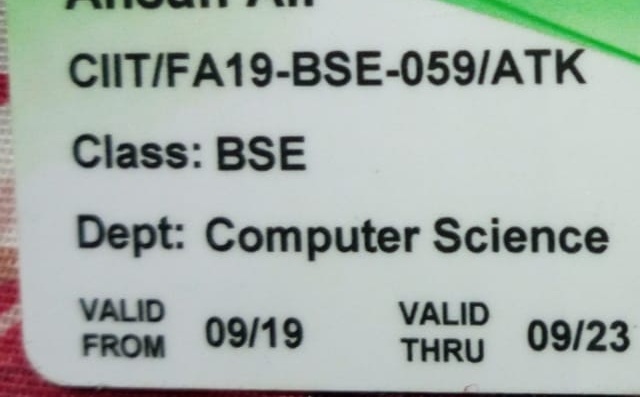 CIIT/FA19-BSE-059/ATK
Class: BSE
Dept: Computer Science
VALID FROM 09/19 VALID THRU 09/23